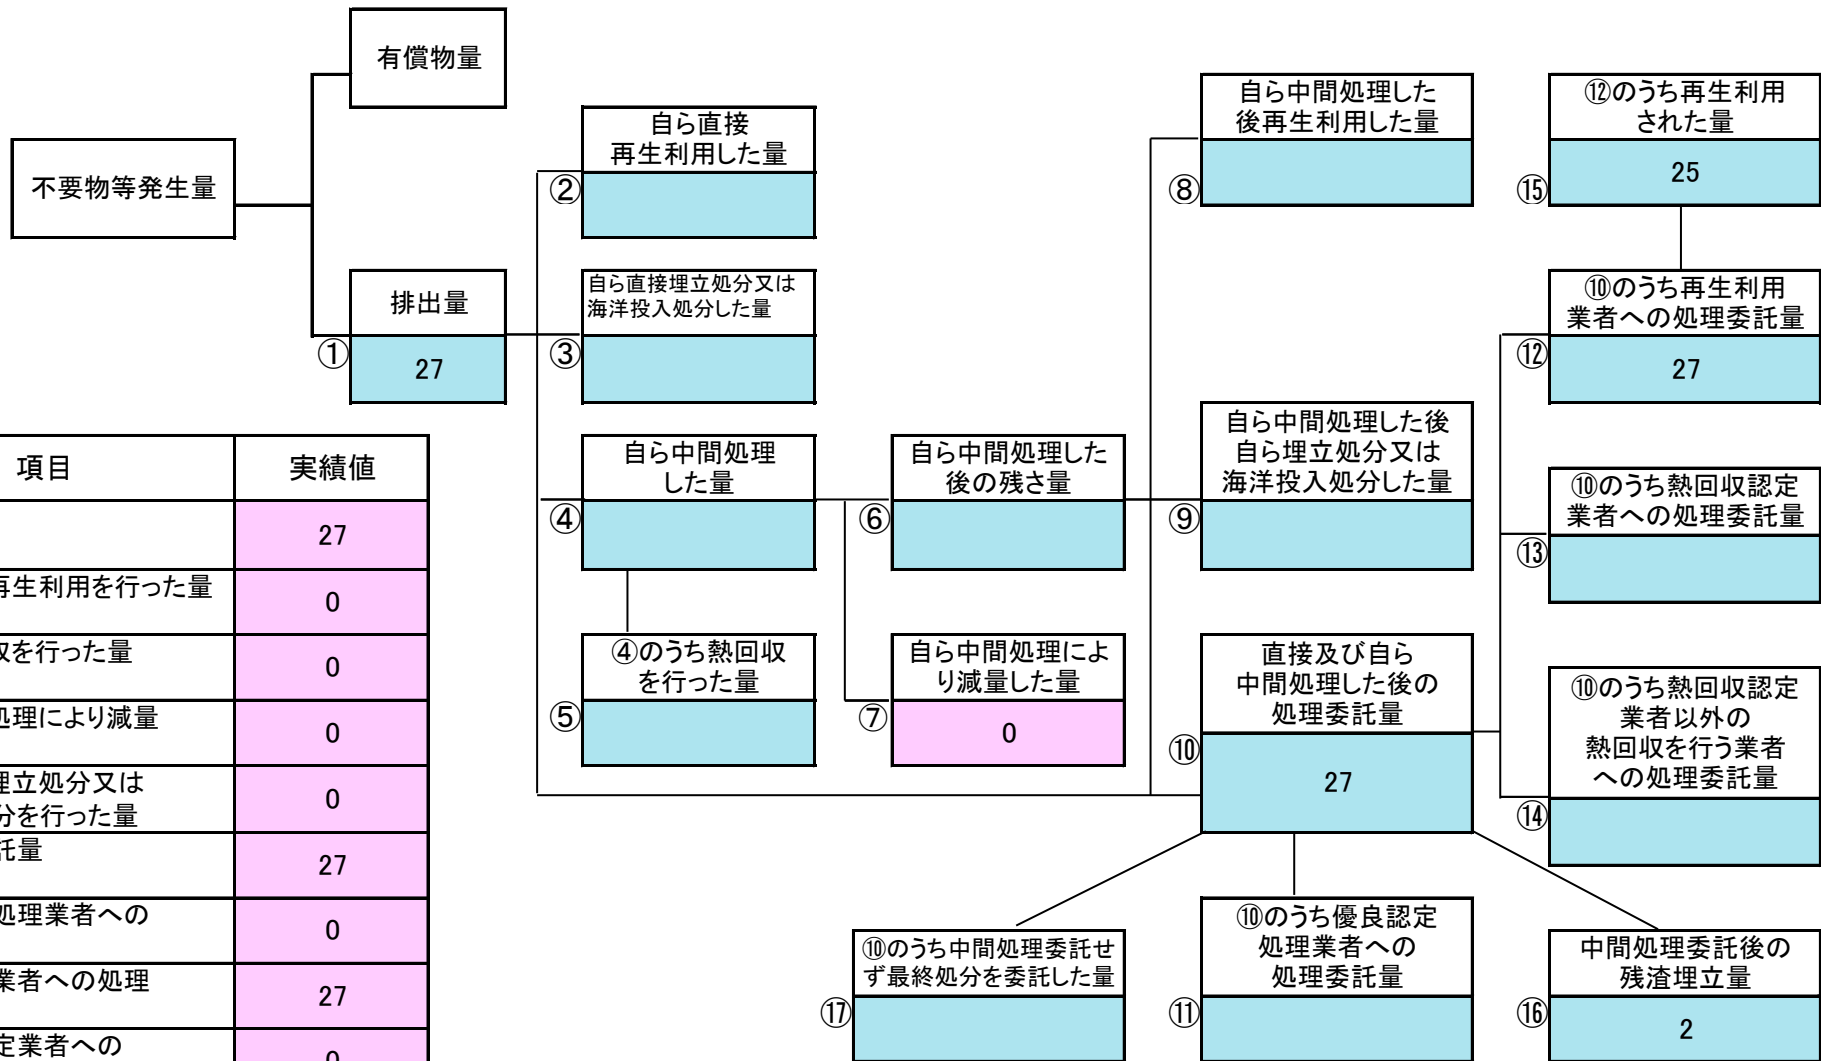 有償物量
不要物等発生量
排出量
①
27
自ら直接
再生利用した量
②
自ら直接埋立処分又は
海洋投入処分した量
③
自ら中間処理
した量
④
④のうち熱回収
を行った量
⑤
自ら中間処理した
後の残さ量
⑥
自ら中間処理によ
り減量した量
⑦
0
自ら中間処理した
後再生利用した量
⑧
自ら中間処理した後
自ら埋立処分又は
海洋投入処分した量
⑨
直接及び自ら
中間処理した後の
処理委託量
⑩
27
⑫のうち再生利用
された量
⑮
25
⑩のうち再生利用
業者への処理委託量
⑫
27
⑩のうち熱回収認定
業者への処理委託量
⑬
⑩のうち熱回収認定
業者以外の
熱回収を行う業者
への処理委託量
⑭
⑩のうち中間処理委託せ
ず最終処分を委託した量
⑰
⑩のうち優良認定
処理業者への
処理委託量
⑪
中間処理委託後の
残渣埋立量
⑯
2
項目 実績値
27
再生利用を行った量 0
を行った量 0
処理により減量 0
埋立処分又は
を行った量 0
託量 27
処理業者への 0
業者への処理 27
定業者への 0